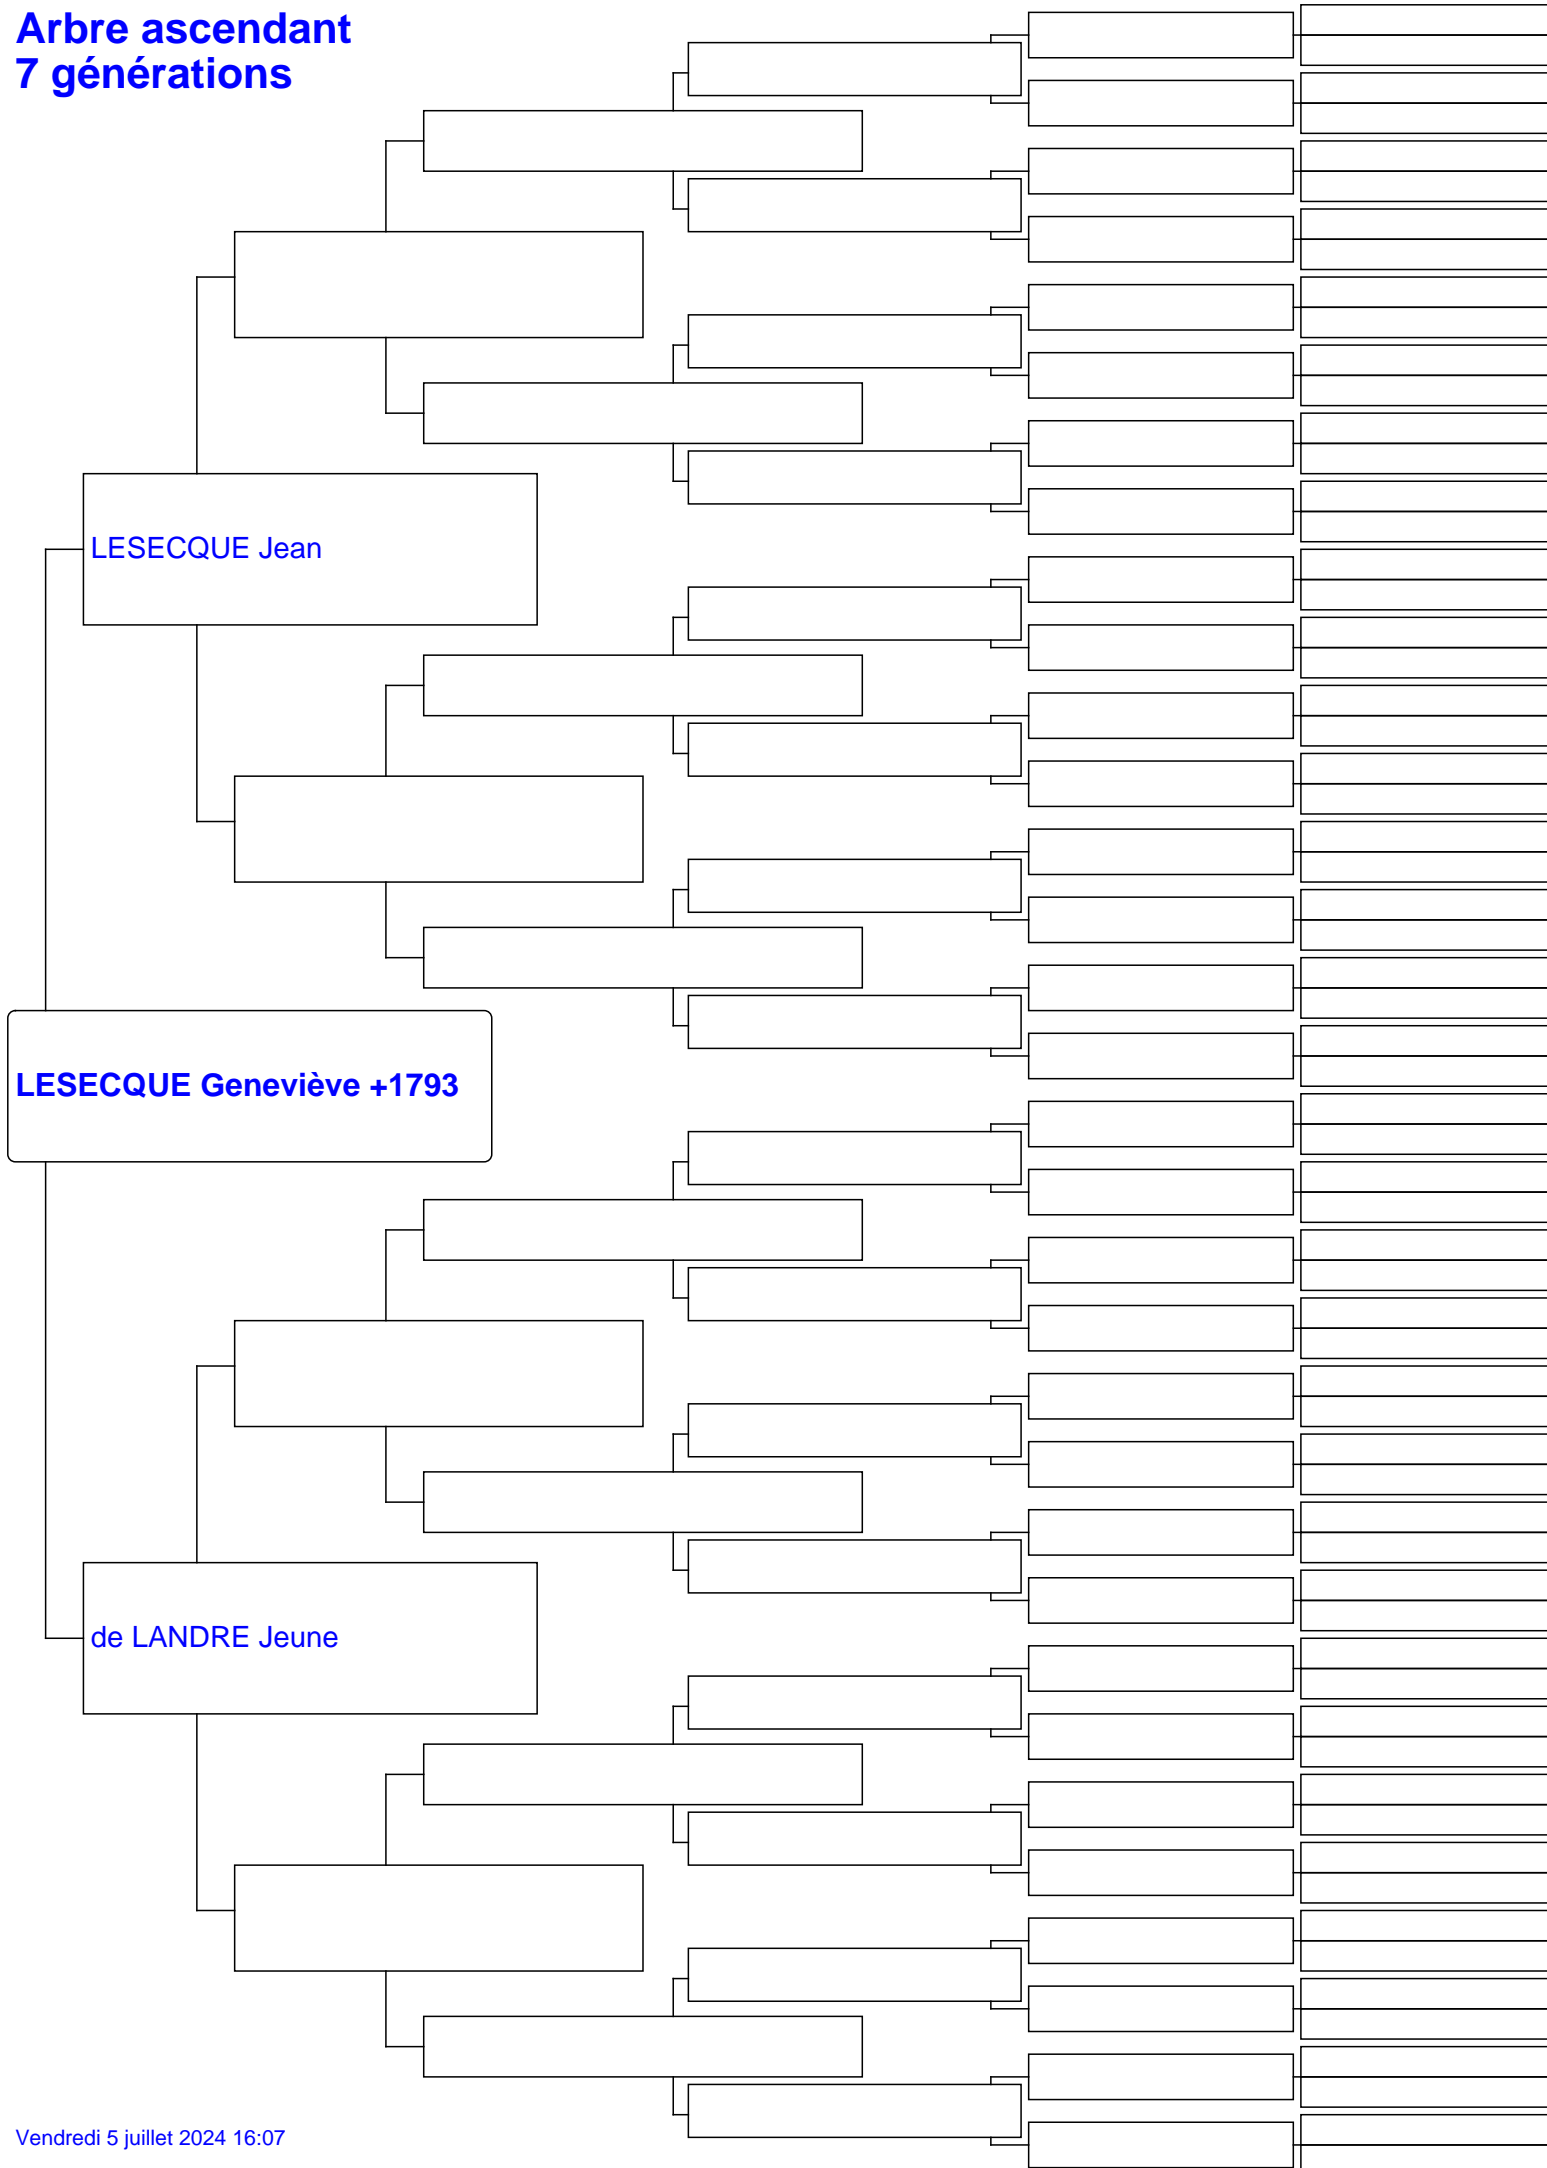 Arbre ascendant
7 générations
LESECQUE Jean
LESECQUE Geneviève +1793
de LANDRE Jeune
Vendredi 5 juillet 2024 16:07